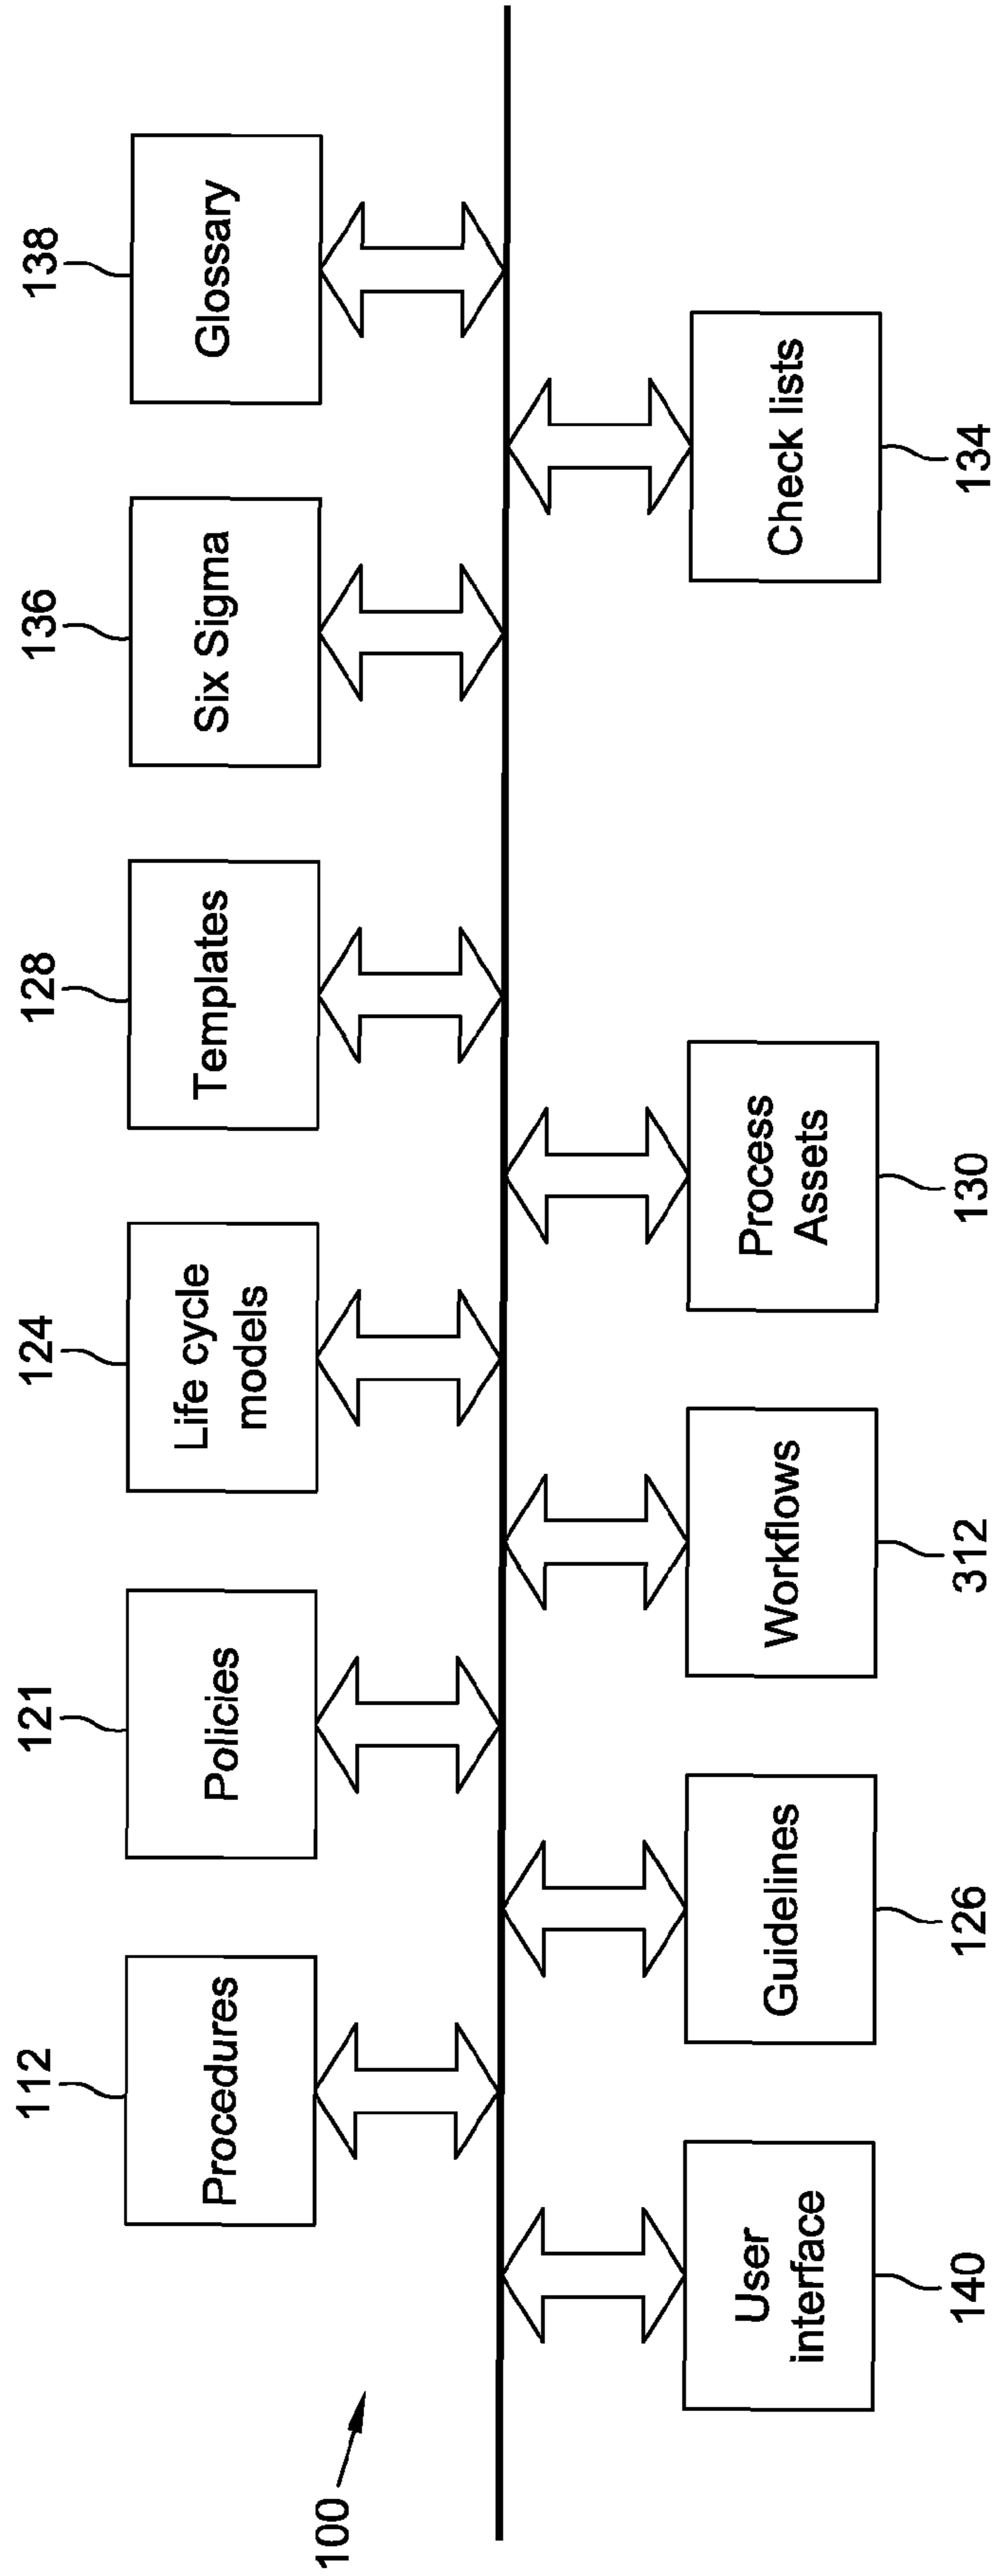 112
121
124
128
136
138
Procedures
Policies
Life cycle
models
Templates
Six Sigma
Glossary
100
User
interface
Guidelines
Workflows
Process
Assets
Check lists
140
126
312
130
134